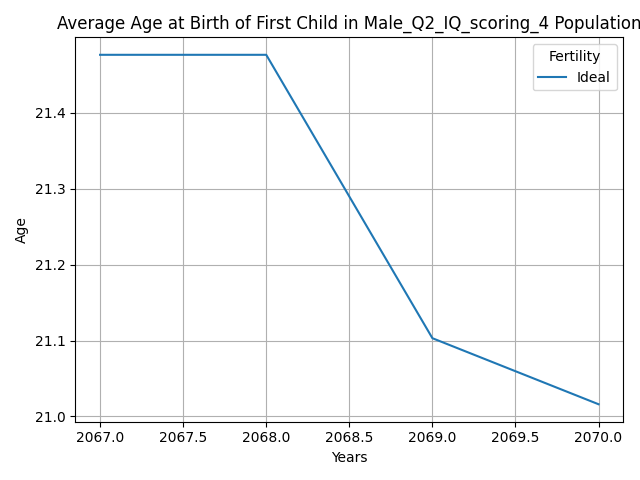 Average Age at Birth of First Child in Male_Q2_IQ_scoring_4 Population
Fertility
Ideal
Age
21.4
21.3
21.2
21.1
21.0
2067.0 2067.5 2068.0 2068.5 2069.0 2069.5 2070.0
Years